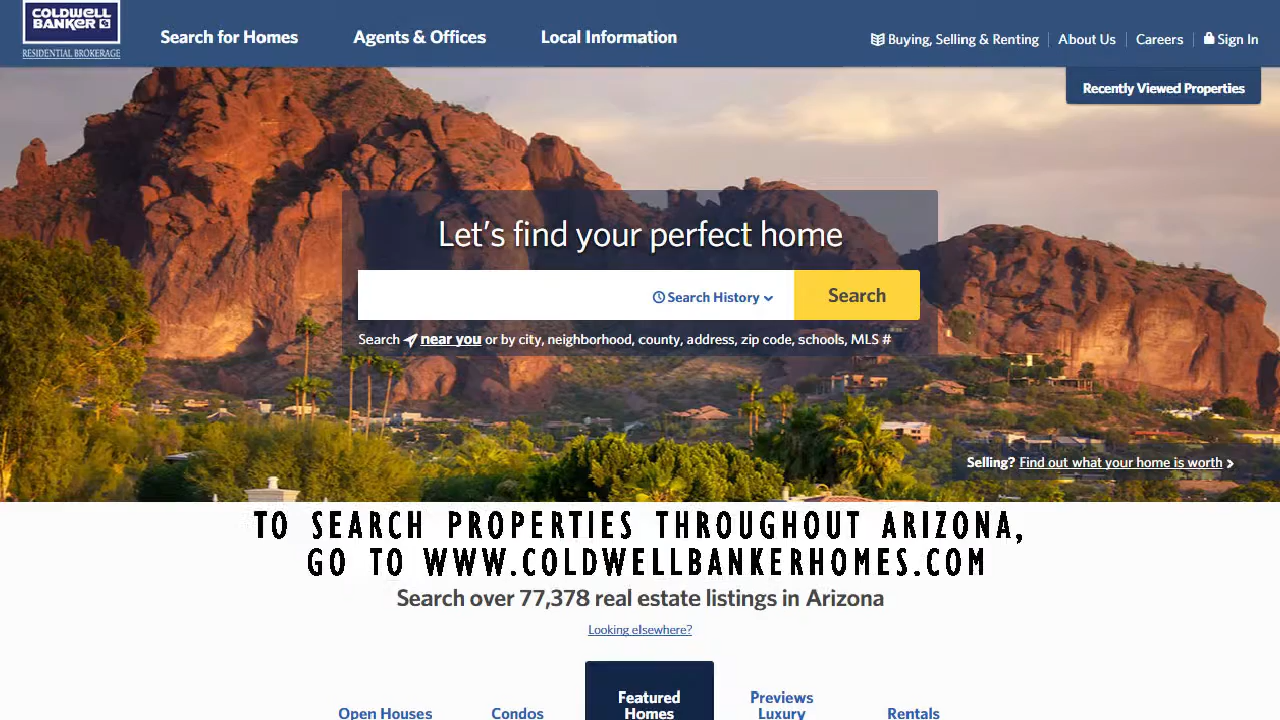 COLDWELL
BANKER
RESIDENTIAL BROKERAGE
Search for Homes
Agents & Offices
Local Information
Buying, Selling & Renting
About Us
Careers
Sign In
Recently Viewed Properties
Let's find your perfect home
Search History
Search
Search near you or by city, neighborhood, county, address, zip code, schools, MLS #
Selling? Find out what your home is worth
TO SEARCH PROPERTIES THROUGHOUT ARIZONA,
GO TO WWW.COLDWELLBANKERHOMES.COM
Search over 77,378 real estate listings in Arizona
Looking elsewhere?
Open Houses
Condos
Featured
Homes
Previews
Luxury
Rentals